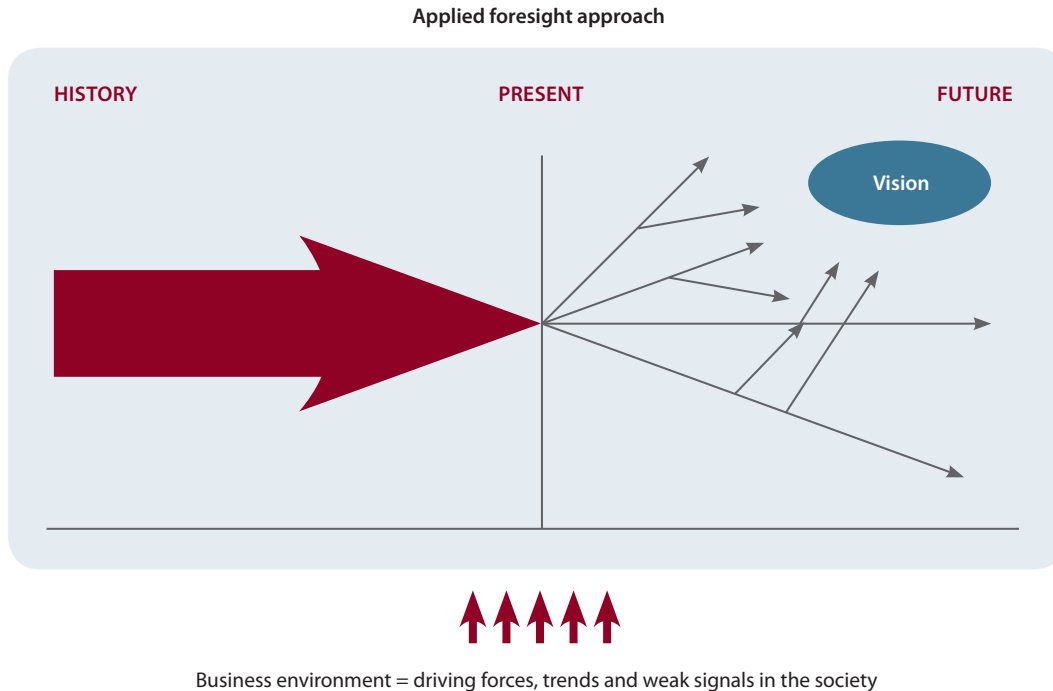 Applied foresight approach
HISTORY PRESENT FUTURE
Vision
Business environment = driving forces, trends and weak signals in the society